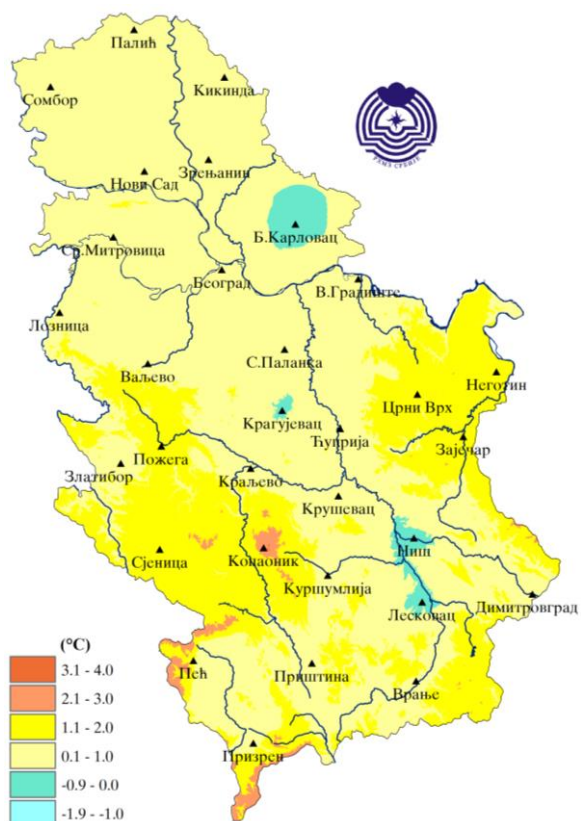 Палић
Сомбор
Кикинда
Зрењанин
Нови Сад
Б.Карловац
Ср.Митровица
Београд
В.Градиште
Лозница
С.Паланка
Ваљево
Неготин
Црни Врх
Крагујевац
Ћуприја
Зајечар
Пожега
Златибор
Краљево
Крушевац
Ниш
Сјеница
Копаоник
Куршумлија
Лесковац
Димитровград
Пећ
Приштина
Врање
Призрен
РХМЗ СРБИЈЕ
(°C)
3.1 - 4.0
2.1 - 3.0
1.1 - 2.0
0.1 - 1.0
-0.9 - 0.0
-1.9 - -1.0